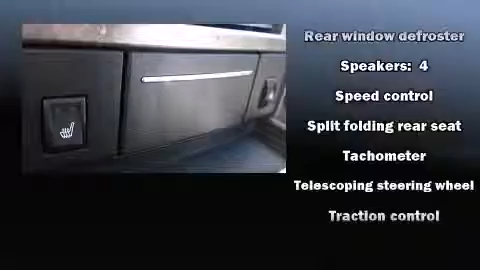 Rear window defroster
Speakers: 4
Speed control
Split folding rear seat
Tachometer
Telescoping steering wheel
Traction control